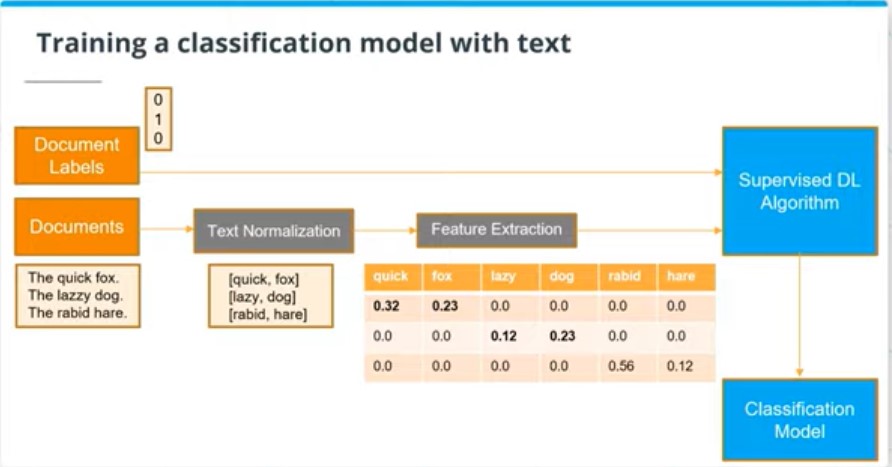 Training a classification model with text
0
1
0
Document
Labels
Supervised DL
Algorithm
Documents
Text Normalization
Feature Extraction
The quick fox.
The lazzy dog.
The rabid hare.
[quick, fox]
[lazy, dog]
[rabid, hare]
quick fox lazy dog rabid hare
0.32 0.23 0.0 0.0 0.0 0.0
0.0 0.0 0.12 0.23 0.0 0.0
0.0 0.0 0.0 0.0 0.56 0.12
Classification
Model